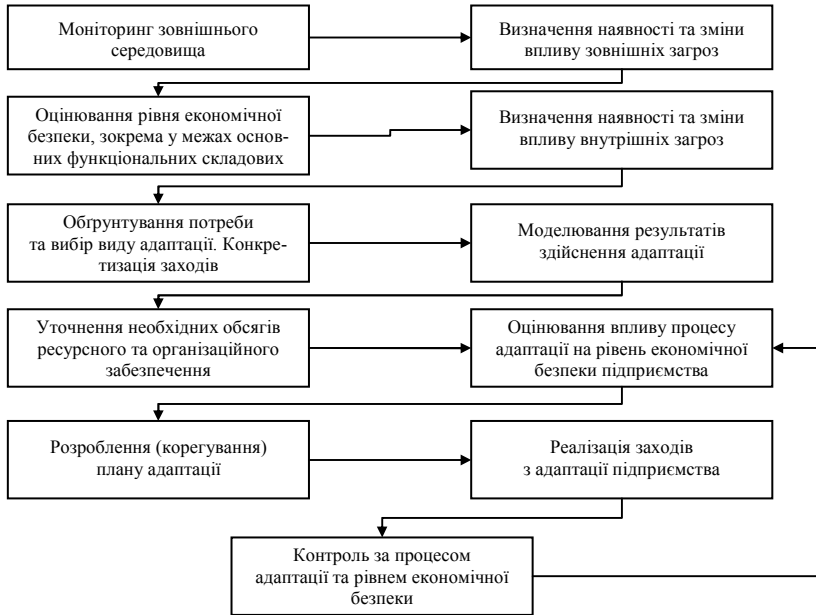 Моніторинг зовнішнього
середовища
Визначення наявності та зміни
впливу зовнішніх загроз
Оцінювання рівня економічної
безпеки, зокрема у межах основ-
них функціональних складових
Визначення наявності та зміни
впливу внутрішніх загроз
Обґрунтування потреби
та вибір виду адаптації. Конкре-
тизація заходів
Моделювання результатів
здійснення адаптації
Уточнення необхідних обсягів
ресурсного та організаційного
забезпечення
Оцінювання впливу процесу
адаптації на рівень економічної
безпеки підприємства
Розроблення (корегування)
плану адаптації
Реалізація заходів
з адаптації підприємства
Контроль за процесом
адаптації та рівнем економічної
безпеки